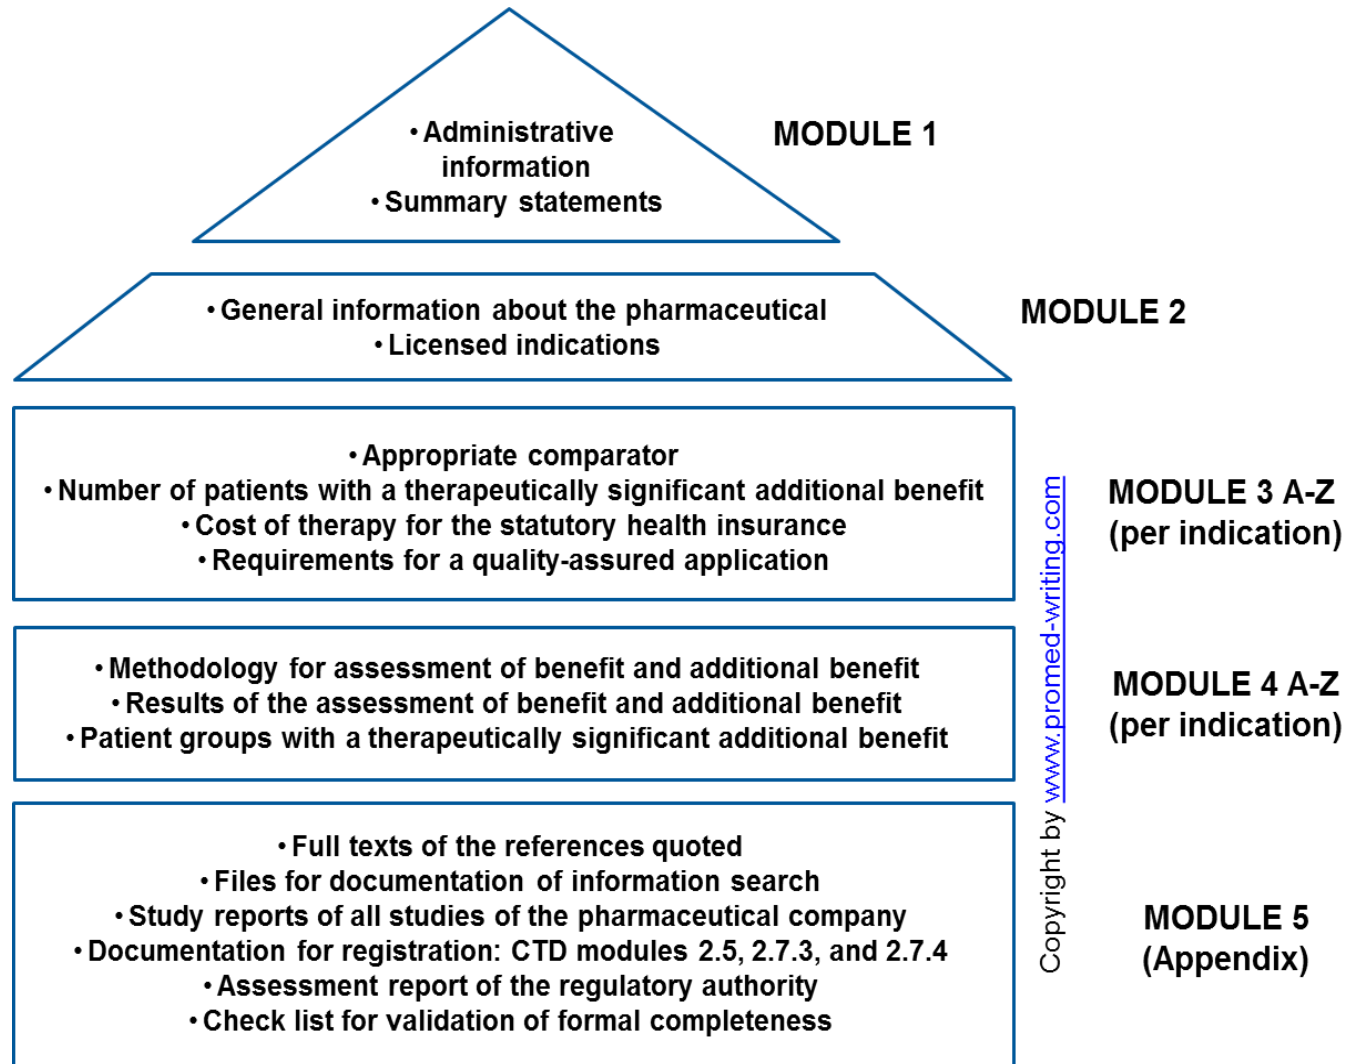 • Administrative
information
• Summary statements
MODULE 1
• General information about the pharmaceutical
• Licensed indications
MODULE 2
• Appropriate comparator
• Number of patients with a therapeutically significant additional benefit
• Cost of therapy for the statutory health insurance
• Requirements for a quality-assured application
MODULE 3 A-Z
(per indication)
• Methodology for assessment of benefit and additional benefit
• Results of the assessment of benefit and additional benefit
• Patient groups with a therapeutically significant additional benefit
MODULE 4 A-Z
(per indication)
• Full texts of the references quoted
• Files for documentation of information search
• Study reports of all studies of the pharmaceutical company
• Documentation for registration: CTD modules 2.5, 2.7.3, and 2.7.4
• Assessment report of the regulatory authority
• Check list for validation of formal completeness
MODULE 5
(Appendix)
Copyright by www.promed-writing.com